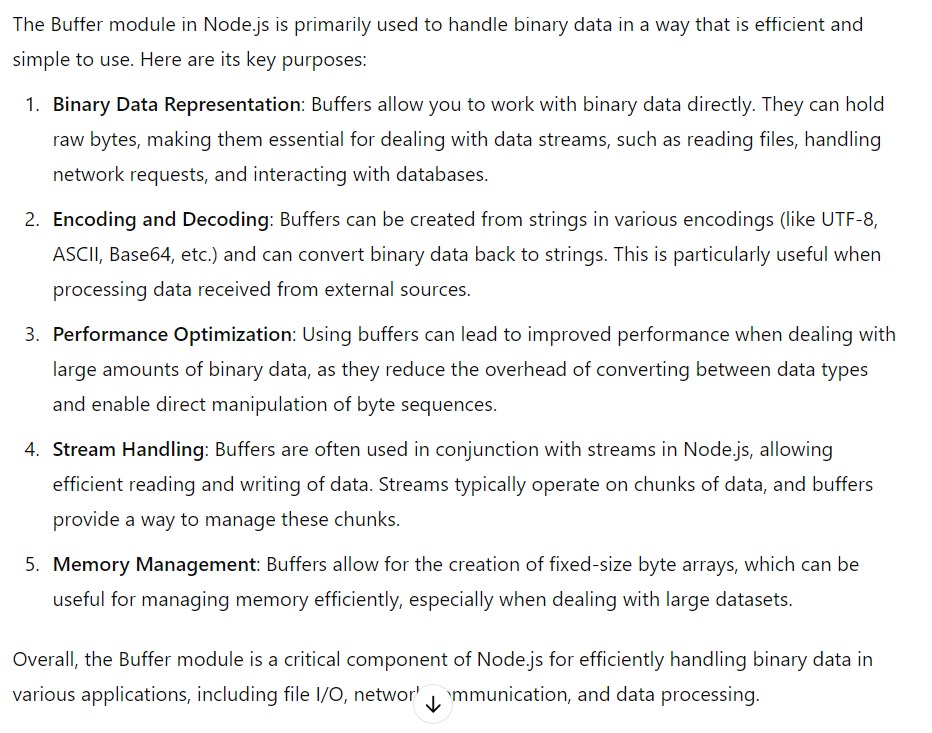 The Buffer module in Node.js is primarily used to handle binary data in a way that is efficient and
simple to use. Here are its key purposes:
1. Binary Data Representation: Buffers allow you to work with binary data directly. They can hold
raw bytes, making them essential for dealing with data streams, such as reading files, handling
network requests, and interacting with databases.
2. Encoding and Decoding: Buffers can be created from strings in various encodings (like UTF-8,
ASCII, Base64, etc.) and can convert binary data back to strings. This is particularly useful when
processing data received from external sources.
3. Performance Optimization: Using buffers can lead to improved performance when dealing with
large amounts of binary data, as they reduce the overhead of converting between data types
and enable direct manipulation of byte sequences.
4. Stream Handling: Buffers are often used in conjunction with streams in Node.js, allowing
efficient reading and writing of data. Streams typically operate on chunks of data, and buffers
provide a way to manage these chunks.
5. Memory Management: Buffers allow for the creation of fixed-size byte arrays, which can be
useful for managing memory efficiently, especially when dealing with large datasets.
Overall, the Buffer module is a critical component of Node.js for efficiently handling binary data in
various applications, including file I/O, and data processing.